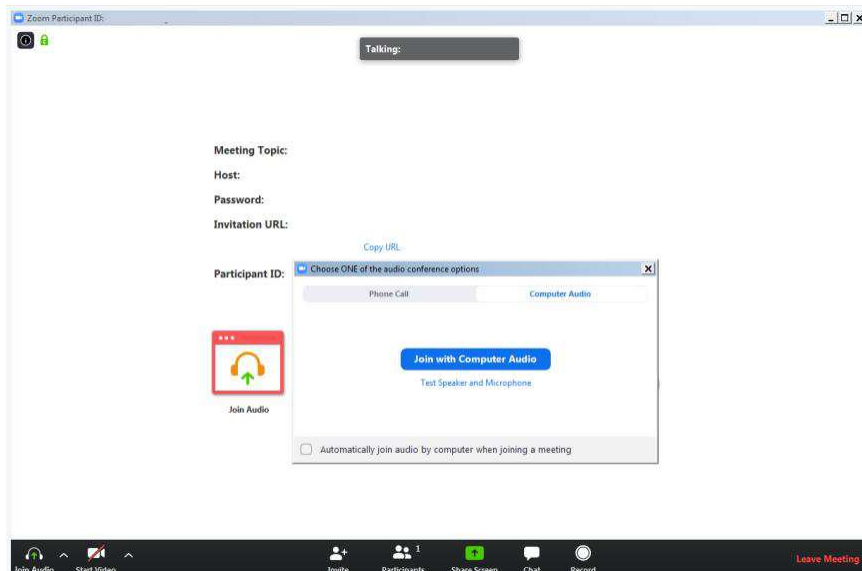 Zoom Participant ID:
Talking:
Meeting Topic:
Host:
Password:
Invitation URL:
Copy URL
Participant ID:
Choose ONE of the audio conference options
Phone Call
Computer Audio
Join with Computer Audio
Test Speaker and Microphone
Join Audio
Automatically join audio by computer when joining a meeting
1
Join Audio
Start Video
Invite
Participants
Share Screen
Chat
Record
Leave Meeting